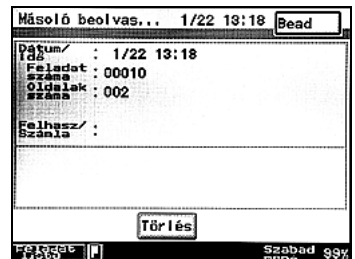 Másoló beolvas... 1/22 13:18 Bead
Dátum/
Idő : 1/22 13:18
Feladat
száma : 00010
Oldalak
száma : 002
Felhasz/
Számla :
Törlés
Feladat
Szabad 99%